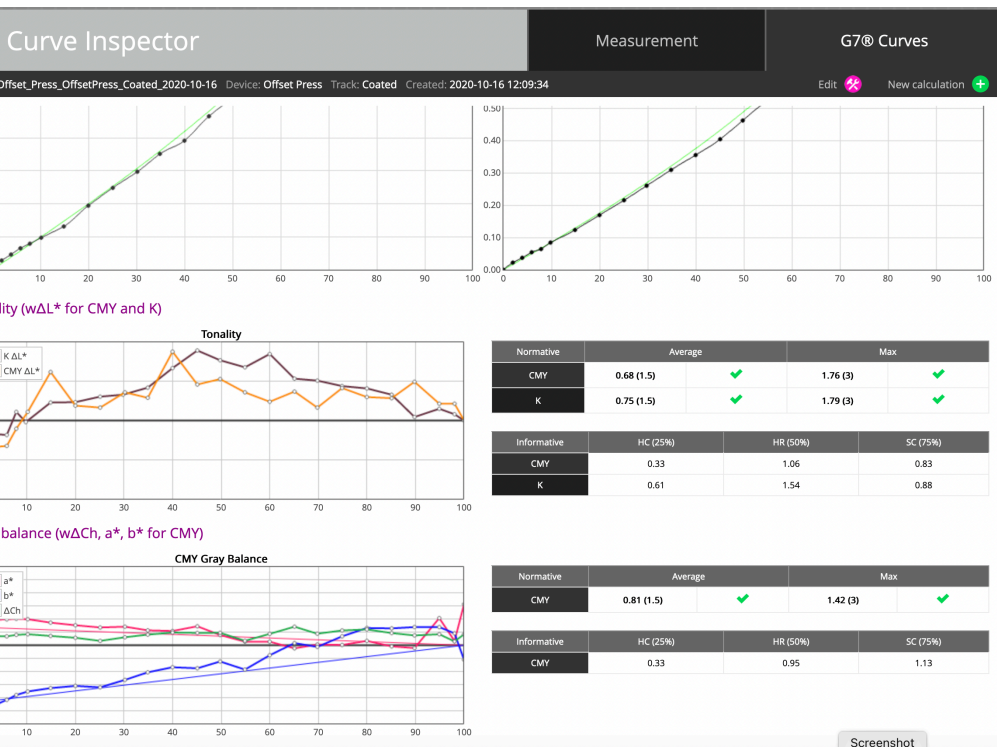 Curve Inspector
Measurement
G7® Curves
Offset_Press_OffsetPress_Coated_2020-10-16 Device: Offset Press Track: Coated Created: 2020-10-16 12:09:34
Edit
New calculation
10 20 30 40 50 60 70 80 90 100
0.50
0.40
0.30
0.20
0.10
0.00
0 10 20 30 40 50 60 70 80 90 100
lity (wΔL* for CMY and K)
Tonality
K ΔL*
CMY ΔL*
10 20 30 40 50 60 70 80 90 100
Normative Average Max
CMY 0.68 (1.5) 1.76 (3)
K 0.75 (1.5) 1.79 (3)
Informative HC (25%) HR (50%) SC (75%)
CMY 0.33 1.06 0.83
K 0.61 1.54 0.88
balance (wΔCh, a*, b* for CMY)
CMY Gray Balance
a*
b*
ΔCh
10 20 30 40 50 60 70 80 90 100
Normative Average Max
CMY 0.81 (1.5) 1.42 (3)
Informative HC (25%) HR (50%) SC (75%)
CMY 0.33 0.95 1.13
Screenshot